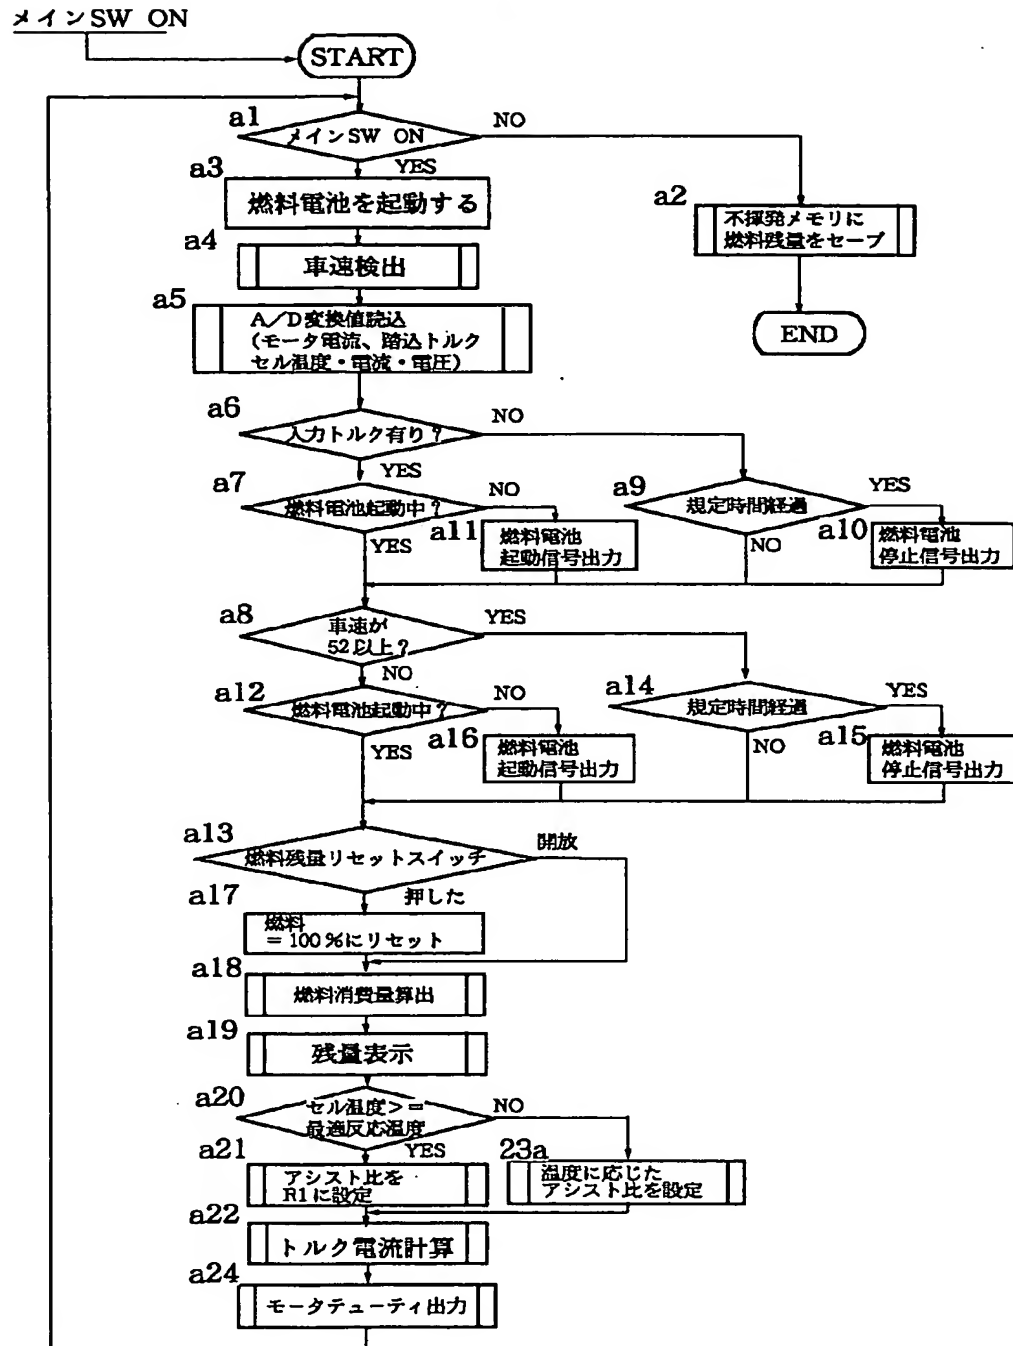 メインSW ON
START
a1
メインSW ON
NO
YES
a3
燃料電池を起動する
a2
不揮発メモリに
燃料残量をセーブ
END
a4
車速検出
a5
A/D変換値読込
(モータ電流、踏込トルク
セル温度・電流・電圧)
a6
入力トルク有り?
NO
YES
a7
燃料電池起動中?
NO
YES
a11
燃料電池
起動信号出力
a9
規定時間経過
YES
NO
a10
燃料電池
停止信号出力
a8
車速が
52以上?
YES
NO
a12
燃料電池起動中?
NO
YES
a16
燃料電池
起動信号出力
a14
規定時間経過
YES
NO
a15
燃料電池
停止信号出力
a13
燃料残量リセットスイッチ
開放
押した
a17
燃料
=100%にリセット
a18
燃料消費量算出
a19
残量表示
a20
セル温度>=
最適反応温度
NO
YES
a21
アシスト比を
R1に設定
23a
温度に応じた
アシスト比を設定
a22
トルク電流計算
a24
モータデューティ出力